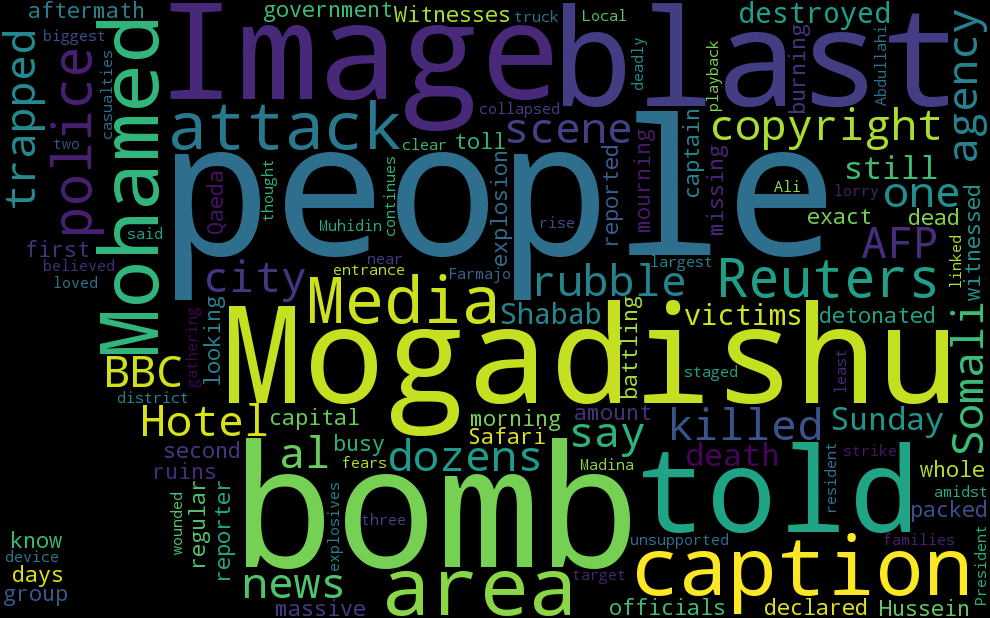 aftermath
government
Witnesses
truck
Local
destroyed
biggest
Image
blast
agency
trapped
police
casualties
Mohamed
two
attack
collapsed
scene
deadly
playback
burning
Abdullahi
copyright
clear
toll
captain
people
thought
continues
explosion
reported
mourning
missing
still
Ali
lorry
one
witnessed
Qaeda
Muhidin
rise
exact
dead
said
first
believed
loved
near
entrance
Farmajo
largest
AFP
linked
city
Media
rubble
Reuters
Shabab
battling
victims
detonated
Somali
looking
gathering
Mogadishu
BBC
staged
least
district
Hotel
capital
morning
amount
killed
Sunday
second
al
busy
Safari
say
death
strike
ruins
fears
dozens
Madina
told
resident
whole
amidst
packed
wounded
regular
reporter
bomb
explosives
three
unsupported
families
know
device
days
group
news
area
target
caption
President
massive
officials
declared
Hussein